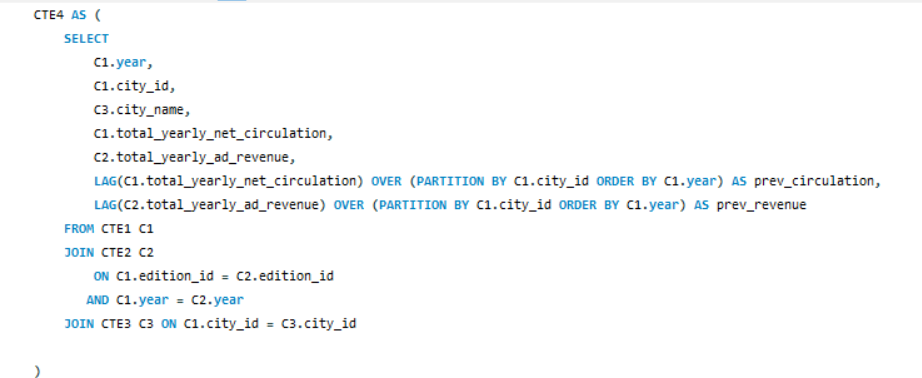 CTE4 AS (
SELECT
C1.year,
C1.city_id,
C3.city_name,
C1.total_yearly_net_circulation,
C2.total_yearly_ad_revenue,
LAG(C1.total_yearly_net_circulation) OVER (PARTITION BY C1.city_id ORDER BY C1.year) AS prev_circulation,
LAG(C2.total_yearly_ad_revenue) OVER (PARTITION BY C1.city_id ORDER BY C1.year) AS prev_revenue
FROM CTE1 C1
JOIN CTE2 C2
ON C1.edition_id = C2.edition_id
AND C1.year = C2.year
JOIN CTE3 C3 ON C1.city_id = C3.city_id
)